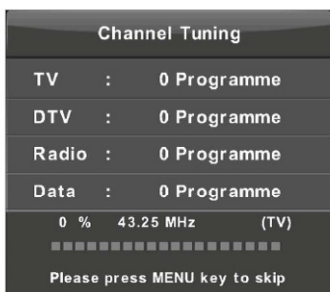 Channel Tuning
TV : 0 Programme
DTV : 0 Programme
Radio : 0 Programme
Data : 0 Programme
0 % 43.25 MHz (TV)
Please press MENU key to skip